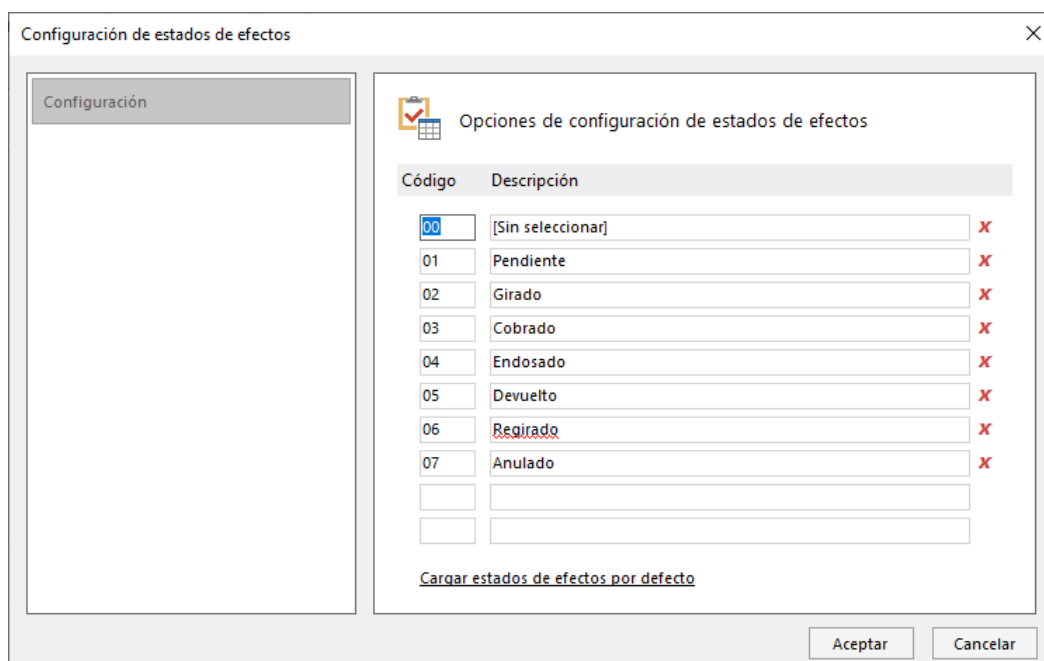 Configuración de estados de efectos
Configuración
Opciones de configuración de estados de efectos
Código Descripción
00 [Sin seleccionar]
01 Pendiente
02 Girado
03 Cobrado
04 Endosado
05 Devuelto
06 Regirado
07 Anulado
Cargar estados de efectos por defecto
Aceptar Cancelar